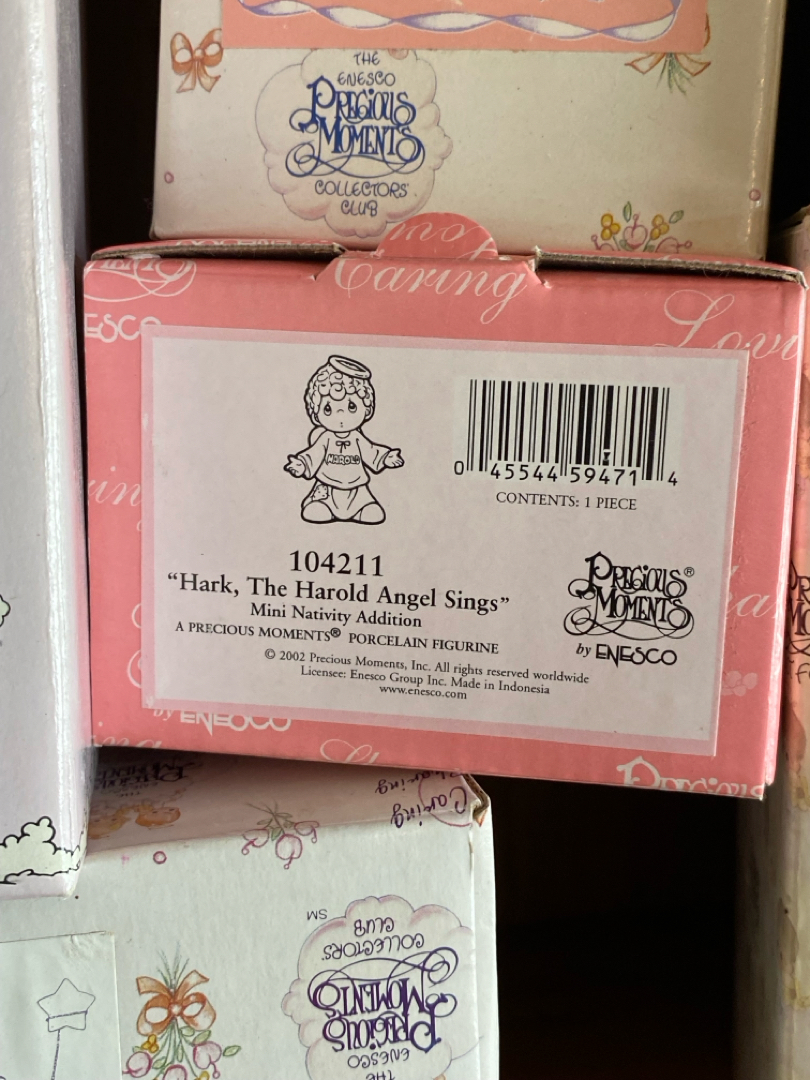 THE
ENESCO
PRECIOUS
MOMENTS
COLLECTORS'
CLUB
Caring
ENESCO
HAROLD
0 45544 59471 4
CONTENTS: 1 PIECE
104211
"Hark, The Harold Angel Sings"
Mini Nativity Addition
A PRECIOUS MOMENTS® PORCELAIN FIGURINE
© 2002 Precious Moments, Inc. All rights reserved worldwide
Licensee: Enesco Group Inc. Made in Indonesia
www.enesco.com
PRECIOUS®
MOMENTS
by ENESCO
by ENESCO
Precious
Sharing
Caring
SM
THE
ENESCO
PRECIOUS
MOMENTS
COLLECTORS'
CLUB